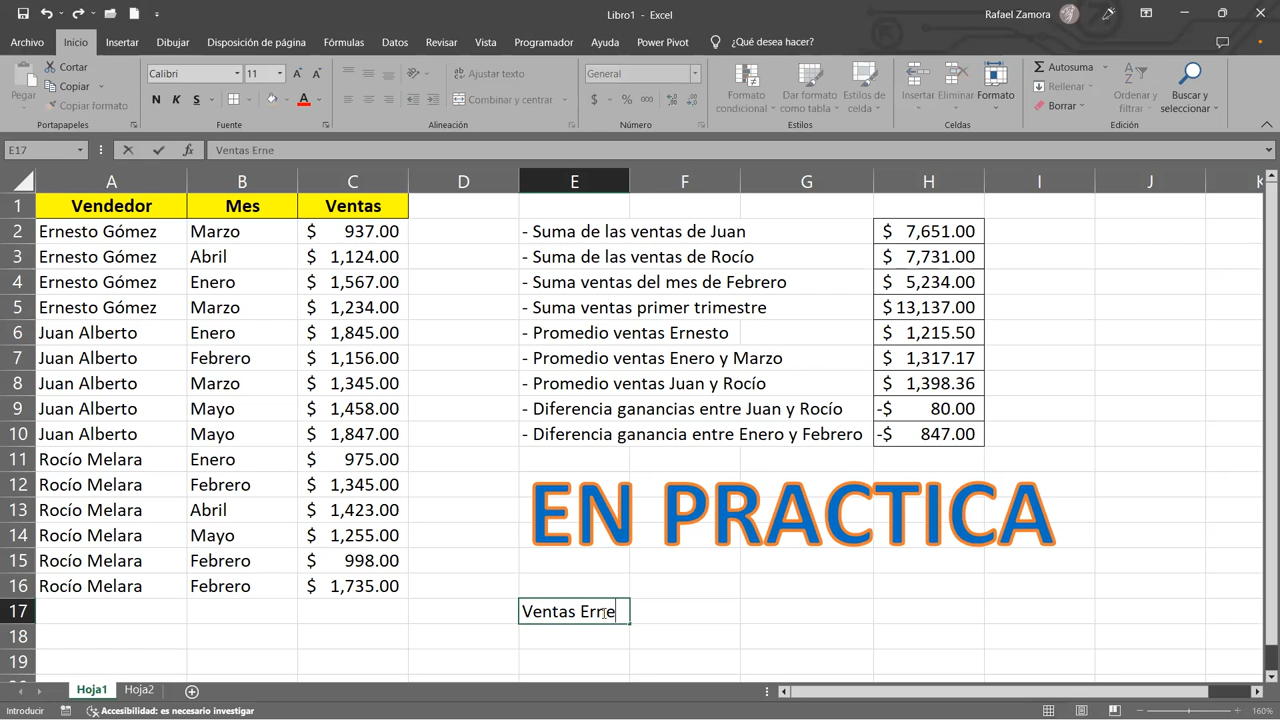 Libro1 - Excel
Rafael Zamora
Archivo Inicio Insertar Dibujar Disposición de página Fórmulas Datos Revisar Vista Programador Ayuda Power Pivot ¿Qué desea hacer?
Pegar
Cortar
Copiar
Copiar formato
Portapapeles
Calibri 11
N K S
Fuente
Ajustar texto
Combinar y centrar
Alineación
General
$ % 000
Número
Formato condicional
Dar formato como tabla
Estilos de celda
Estilos
Insertar Eliminar Formato
Celdas
Autosuma
Rellenar
Borrar
Ordenar y filtrar
Buscar y seleccionar
Edición
E17 fx Ventas Erne
A B C D E F G H I J K
1 Vendedor Mes Ventas
2 Ernesto Gómez Marzo $ 937.00 - Suma de las ventas de Juan $ 7,651.00
3 Ernesto Gómez Abril $ 1,124.00 - Suma de las ventas de Rocío $ 7,731.00
4 Ernesto Gómez Enero $ 1,567.00 - Suma ventas del mes de Febrero $ 5,234.00
5 Ernesto Gómez Marzo $ 1,234.00 - Suma ventas primer trimestre $ 13,137.00
6 Juan Alberto Enero $ 1,845.00 - Promedio ventas Ernesto $ 1,215.50
7 Juan Alberto Febrero $ 1,156.00 - Promedio ventas Enero y Marzo $ 1,317.17
8 Juan Alberto Marzo $ 1,345.00 - Promedio ventas Juan y Rocío $ 1,398.36
9 Juan Alberto Mayo $ 1,458.00 - Diferencia ganancias entre Juan y Rocío -$ 80.00
10 Juan Alberto Mayo $ 1,847.00 - Diferencia ganancia entre Enero y Febrero -$ 847.00
11 Rocío Melara Enero $ 975.00
12 Rocío Melara Febrero $ 1,345.00
13 Rocío Melara Abril $ 1,423.00
EN PRACTICA
14 Rocío Melara Mayo $ 1,255.00
15 Rocío Melara Febrero $ 998.00
16 Rocío Melara Febrero $ 1,735.00
17 Ventas Erne
18
19
Hoja1 Hoja2
Introducir Accesibilidad: es necesario investigar 160%